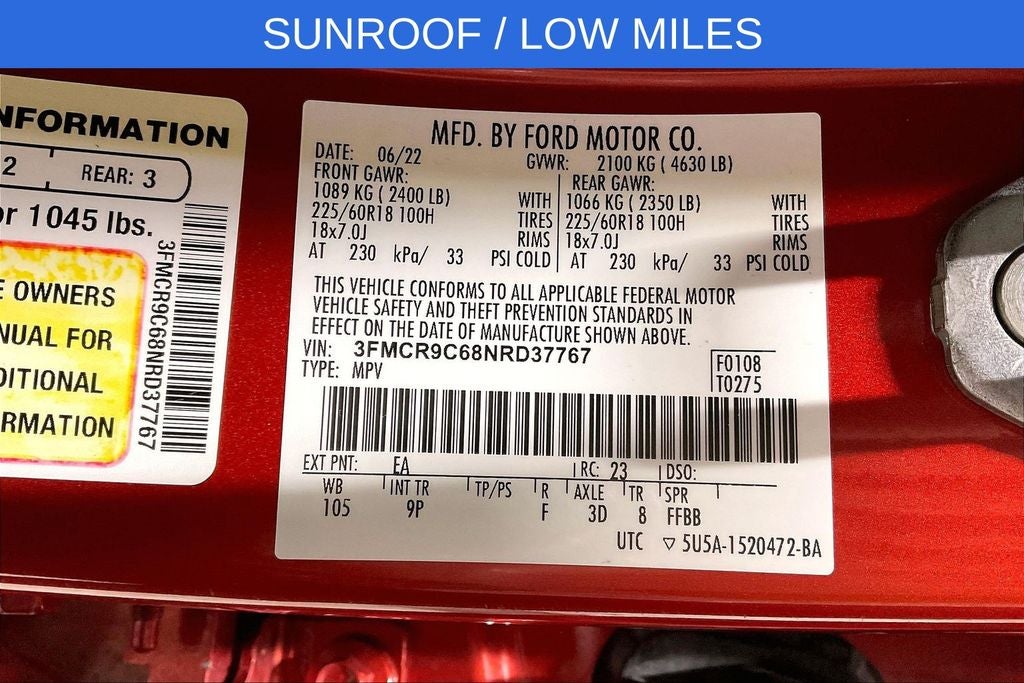 SUNROOF / LOW MILES
NFORMATION
2 REAR: 3
or 1045 lbs.
E OWNERS
NUAL FOR
DITIONAL
RMATION
3FMCR9C68NRD37767
MFD. BY FORD MOTOR CO.
DATE: 06/22 GVWR: 2100 KG ( 4630 LB)
FRONT GAWR: REAR GAWR:
1089 KG ( 2400 LB) WITH 1066 KG ( 2350 LB) WITH
225/60R18 100H TIRES 225/60R18 100H TIRES
18x7.0J RIMS 18x7.0J RIMS
AT 230 kPa/ 33 PSI COLD AT 230 kPa/ 33 PSI COLD
THIS VEHICLE CONFORMS TO ALL APPLICABLE FEDERAL MOTOR
VEHICLE SAFETY AND THEFT PREVENTION STANDARDS IN
EFFECT ON THE DATE OF MANUFACTURE SHOWN ABOVE.
VIN: 3FMCR9C68NRD37767 F0108
TYPE: MPV T0275
EXT PNT: EA RC: 23 DSO:
WB INT TR TP/PS R AXLE TR SPR
105 9P F 3D 8 FFBB
UTC ▽ 5U5A-1520472-BA